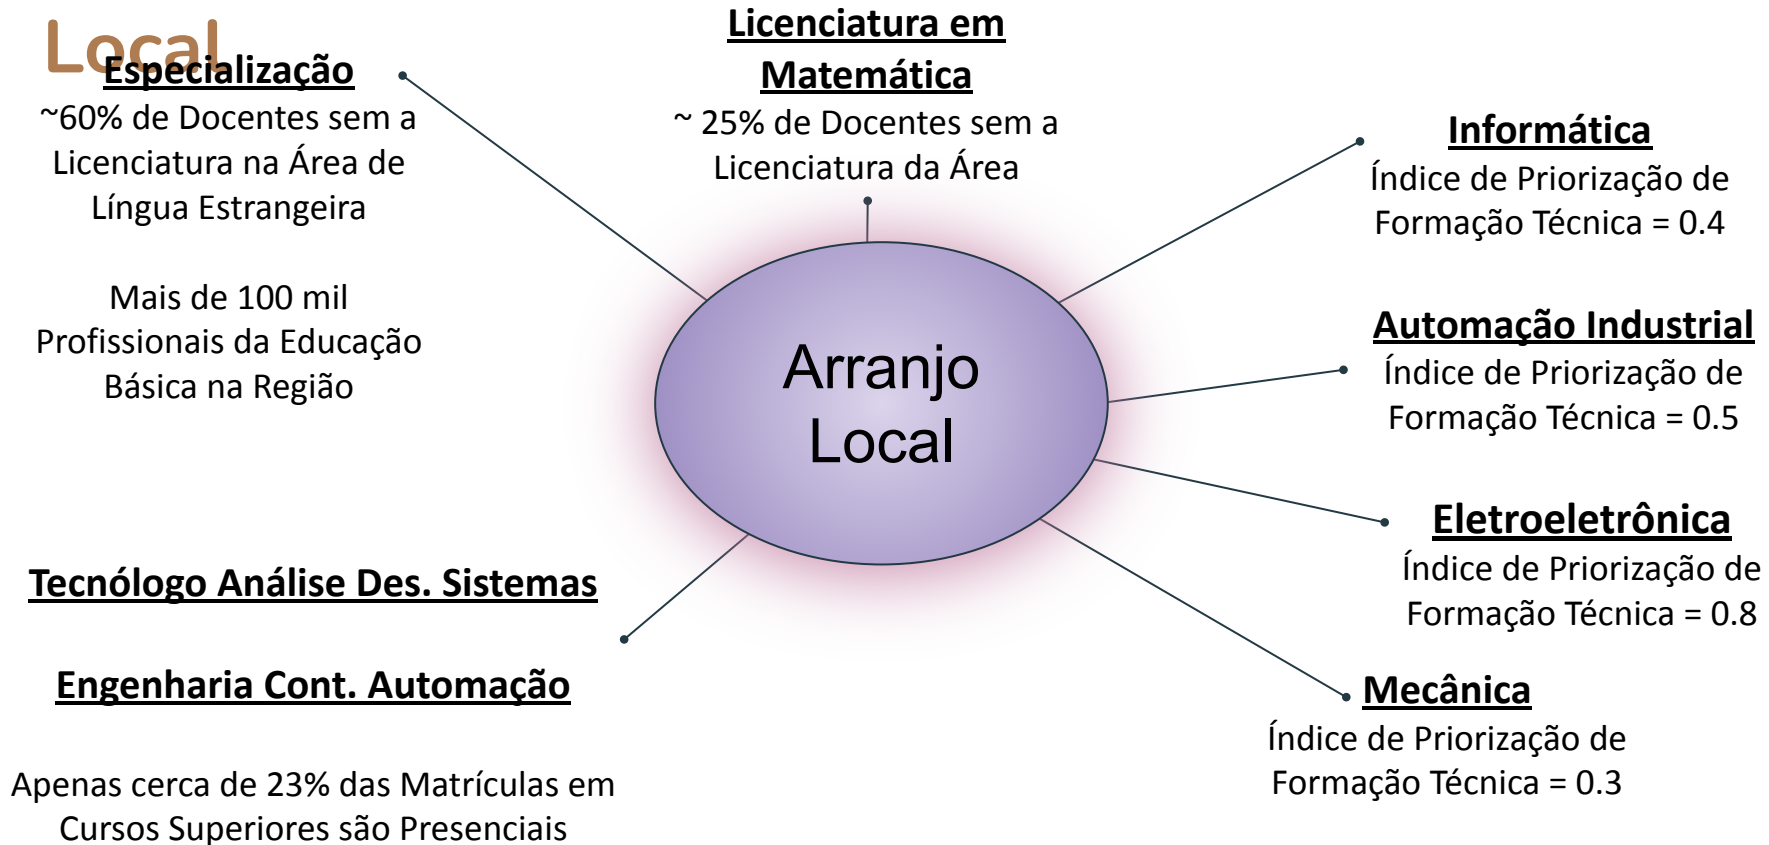 Local
Especialização
~60% de Docentes sem a
Licenciatura na Área de
Língua Estrangeira
Mais de 100 mil
Profissionais da Educação
Básica na Região
Licenciatura em
Matemática
~ 25% de Docentes sem a
Licenciatura da Área
Informática
Índice de Priorização de
Formação Técnica = 0.4
Automação Industrial
Índice de Priorização de
Formação Técnica = 0.5
Arranjo
Local
Eletroeletrônica
Índice de Priorização de
Formação Técnica = 0.8
Mecânica
Índice de Priorização de
Formação Técnica = 0.3
Tecnólogo Análise Des. Sistemas
Engenharia Cont. Automação
Apenas cerca de 23% das Matrículas em
Cursos Superiores são Presenciais